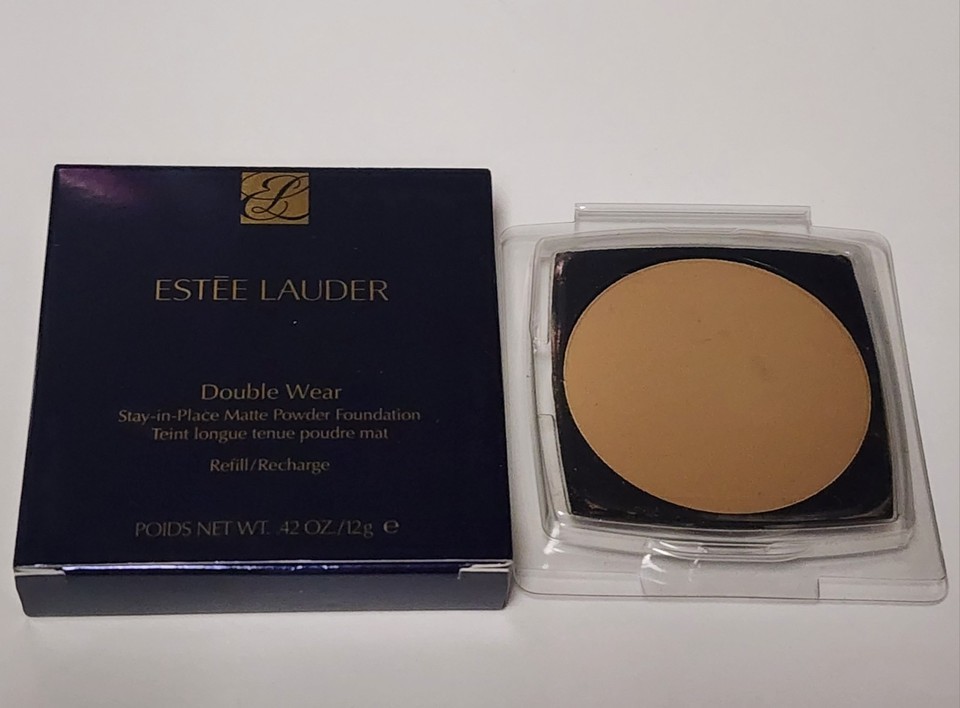 EL
ESTĒE LAUDER
Double Wear
Stay-in-Place Matte Powder Foundation
Teint longue tenue poudre mat
Refill/Recharge
POIDS NET WT. .42 OZ./12g ℮